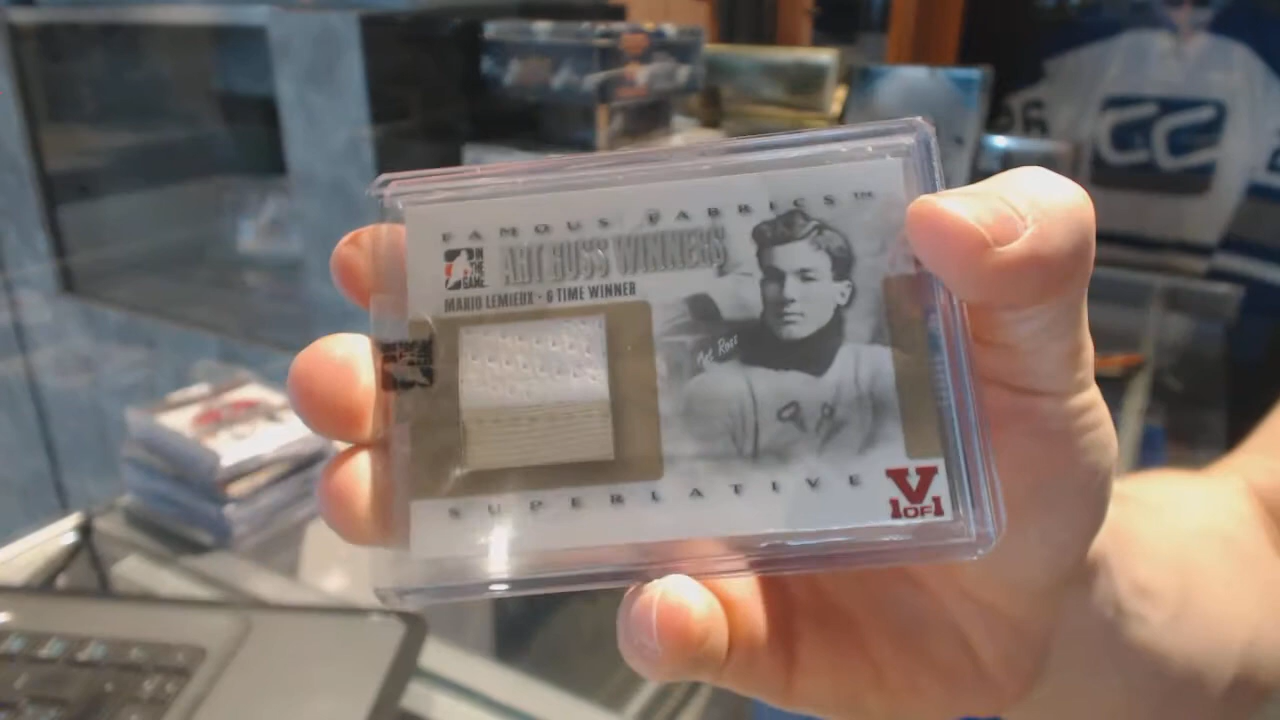 FAMOUS FABRICS™
IN
THE
GAME
ART ROSS WINNERS
MARIO LEMIEUX · 6 TIME WINNER
Art Ross
SUPERLATIVE
V
1 OF 1
CC